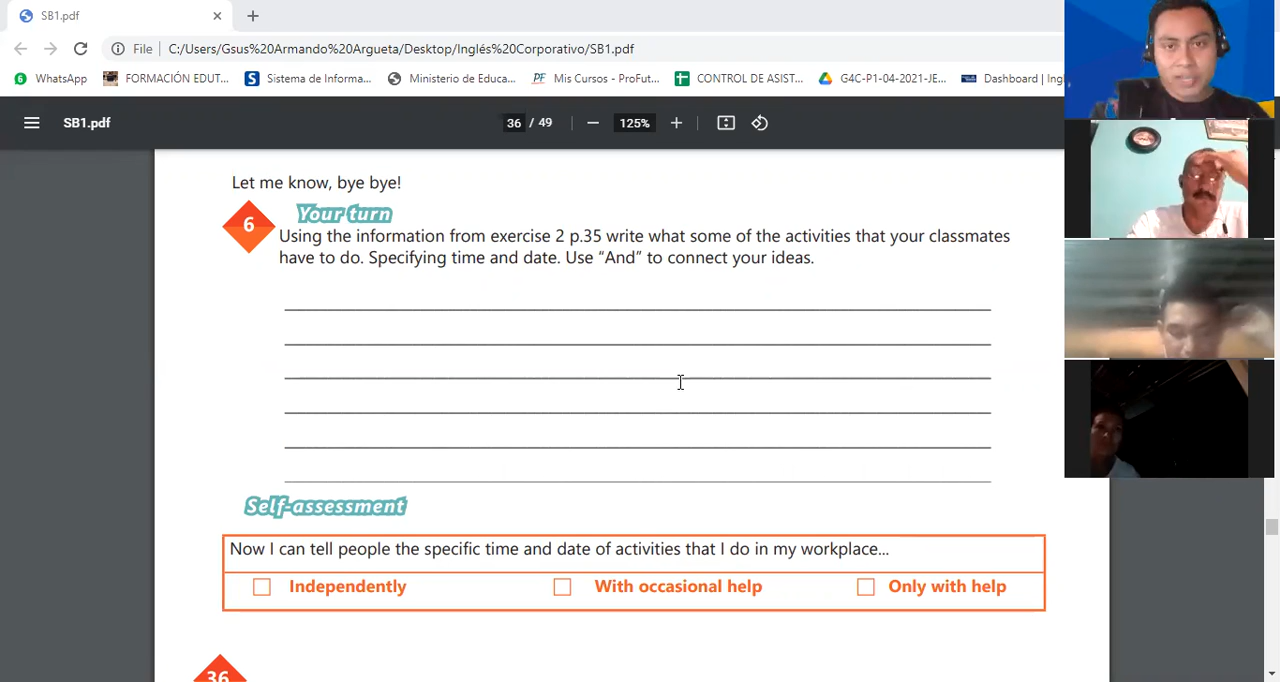 SB1.pdf
File C:/Users/Gsus%20Armando%20Argueta/Desktop/Inglés%20Corporativo/SB1.pdf
6 WhatsApp FORMACIÓN EDUT... S Sistema de Informa... Ministerio de Educa... PF Mis Cursos - ProFut... CONTROL DE ASIST... G4C-P1-04-2021-JE... Dashboard | Ingl
SB1.pdf 36 / 49 125%
Let me know, bye bye!
Your turn
6
Using the information from exercise 2 p.35 write what some of the activities that your classmates
have to do. Specifying time and date. Use “And” to connect your ideas.
Self-assessment
Now I can tell people the specific time and date of activities that I do in my workplace...
Independently With occasional help Only with help
36